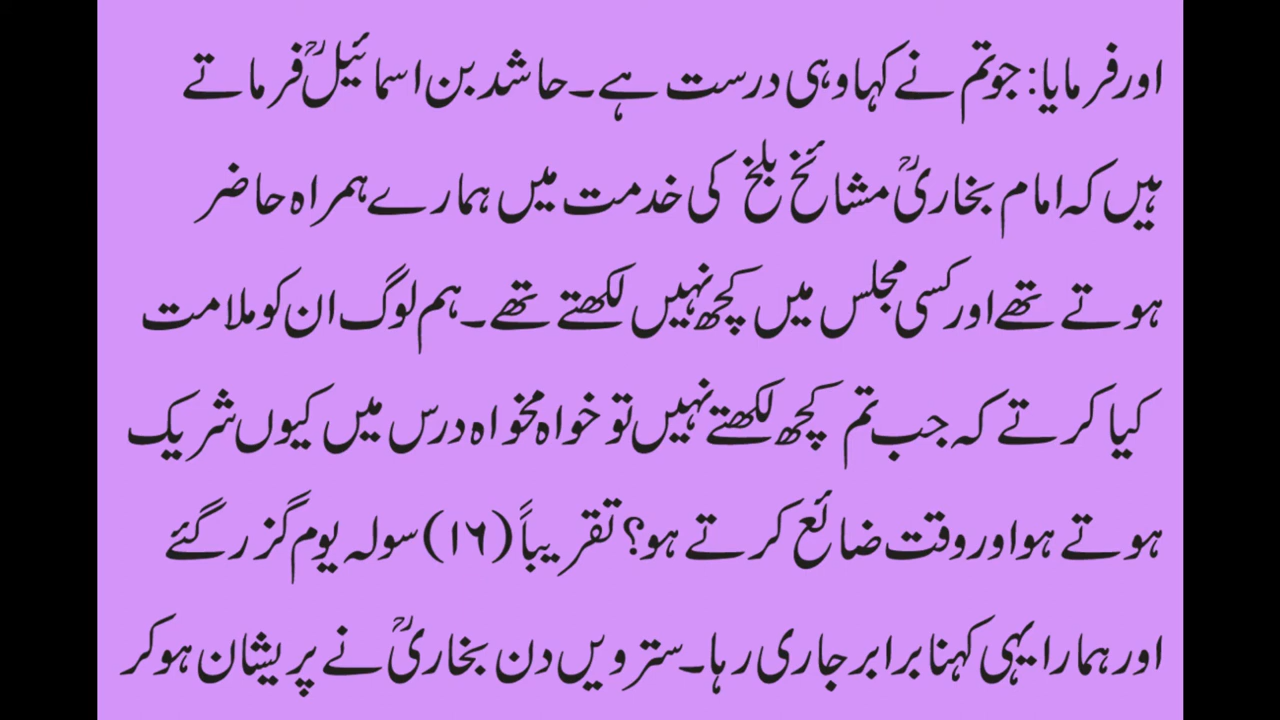 اور فرمایا: جو تم نے کہا وہی درست ہے۔ حاشد بن اسمائیلؒ فرماتے
ہیں کہ امام بخاریؒ مشائخ بلخ کی خدمت میں ہمارے ہمراہ حاضر
ہوتے تھے اور کسی مجلس میں کچھ نہیں لکھتے تھے۔ ہم لوگ ان کو ملامت
کیا کرتے کہ جب تم کچھ لکھتے نہیں تو خواہ مخواہ درس میں کیوں شریک
ہوتے ہو اور وقت ضائع کرتے ہو؟ تقریباً (۱۶) سولہ یوم گزر گئے
اور ہمارا یہی کہنا برابر جاری رہا۔ سترویں دن بخاریؒ نے پریشان ہو کر